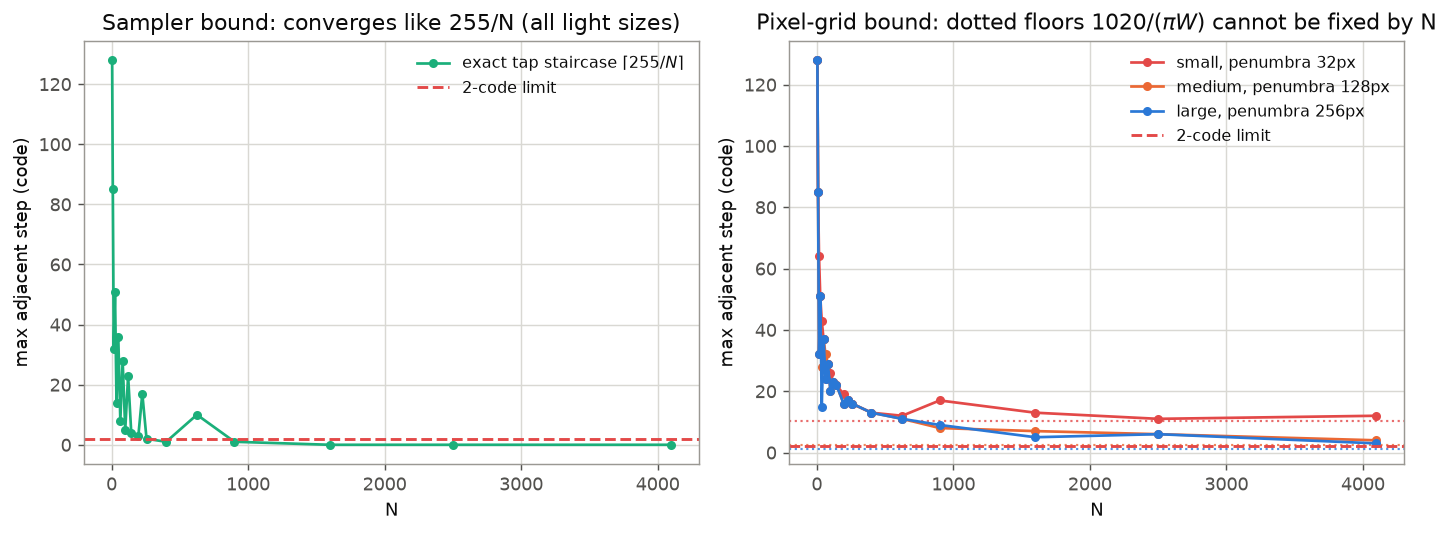 Sampler bound: converges like 255/N (all light sizes)
max adjacent step (code)
120
100
80
60
40
20
0
exact tap staircase ⌈255/N⌉
2-code limit
0
1000
2000
3000
4000
N
Pixel-grid bound: dotted floors 1020/(πW) cannot be fixed by N
max adjacent step (code)
120
100
80
60
40
20
0
small, penumbra 32px
medium, penumbra 128px
large, penumbra 256px
2-code limit
0
1000
2000
3000
4000
N